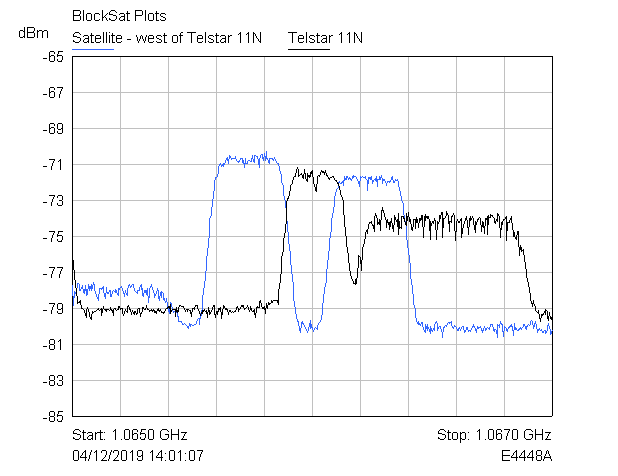 BlockSat Plots
dBm
Satellite - west of Telstar 11N Telstar 11N
-65
-67
-69
-71
-73
-75
-77
-79
-81
-83
-85
Start: 1.0650 GHz Stop: 1.0670 GHz
04/12/2019 14:01:07 E4448A